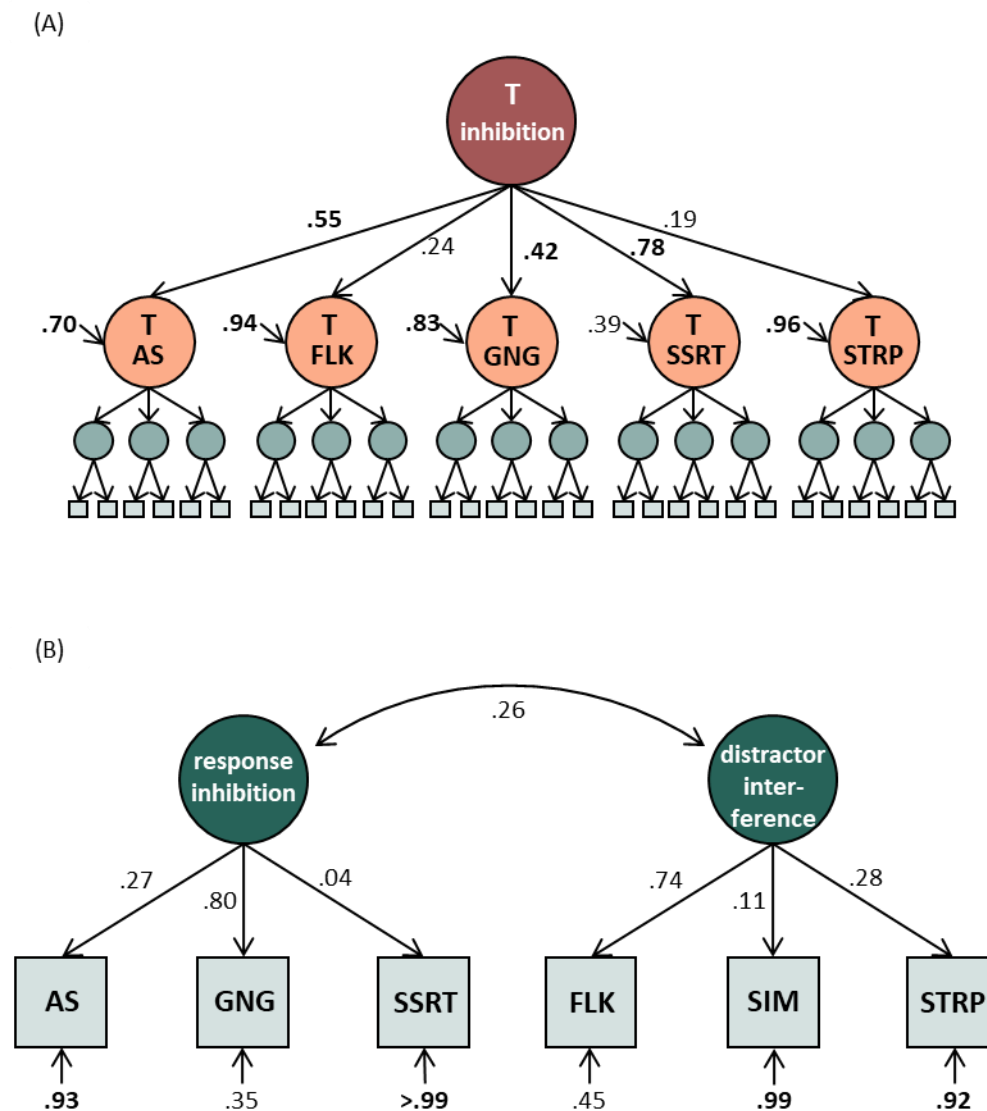 (A)
T
inhibition
.55
.24
.42
.78
.19
.70
T
AS
.94
T
FLK
.83
T
GNG
.39
T
SSRT
.96
T
STRP
(B)
.26
response
inhibition
distractor
inter-
ference
.27
.80
.04
.74
.11
.28
AS
GNG
SSRT
FLK
SIM
STRP
.93
.35
>.99
.45
.99
.92